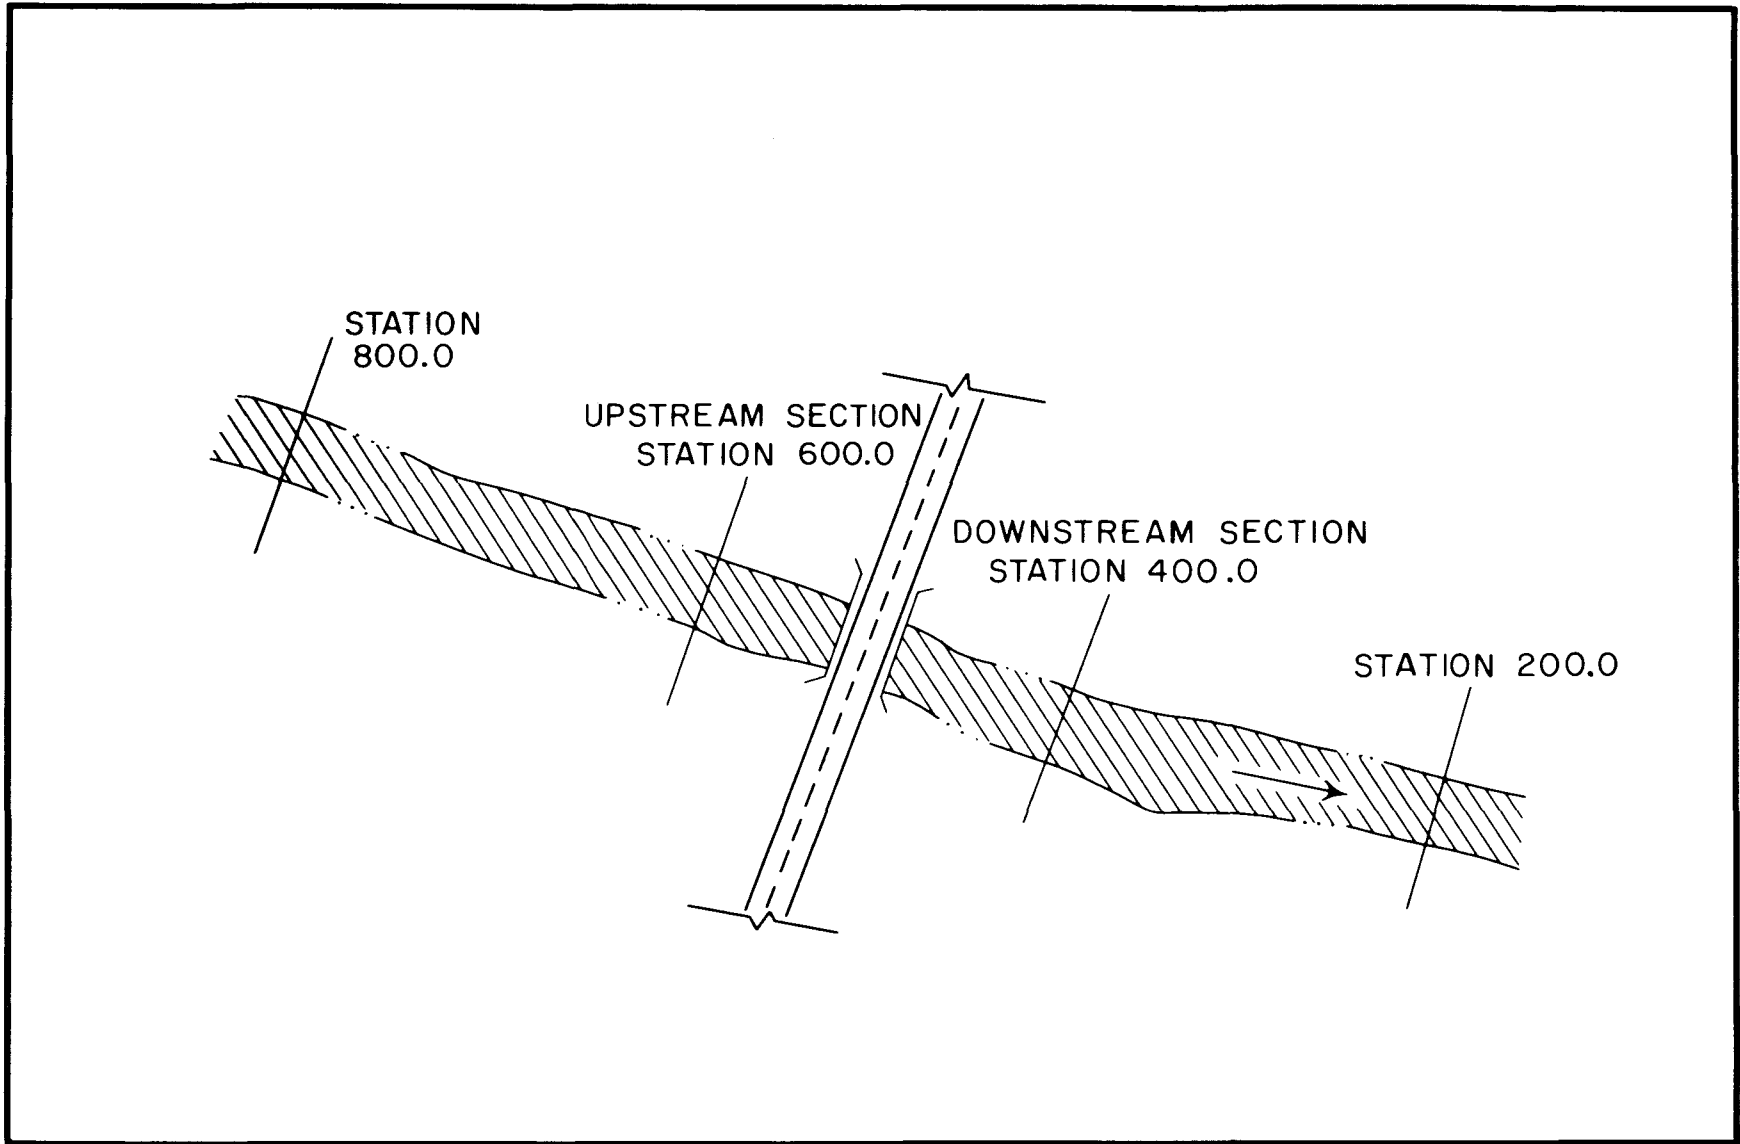 STATION
800.0
UPSTREAM SECTION
STATION 600.0
DOWNSTREAM SECTION
STATION 400.0
STATION 200.0